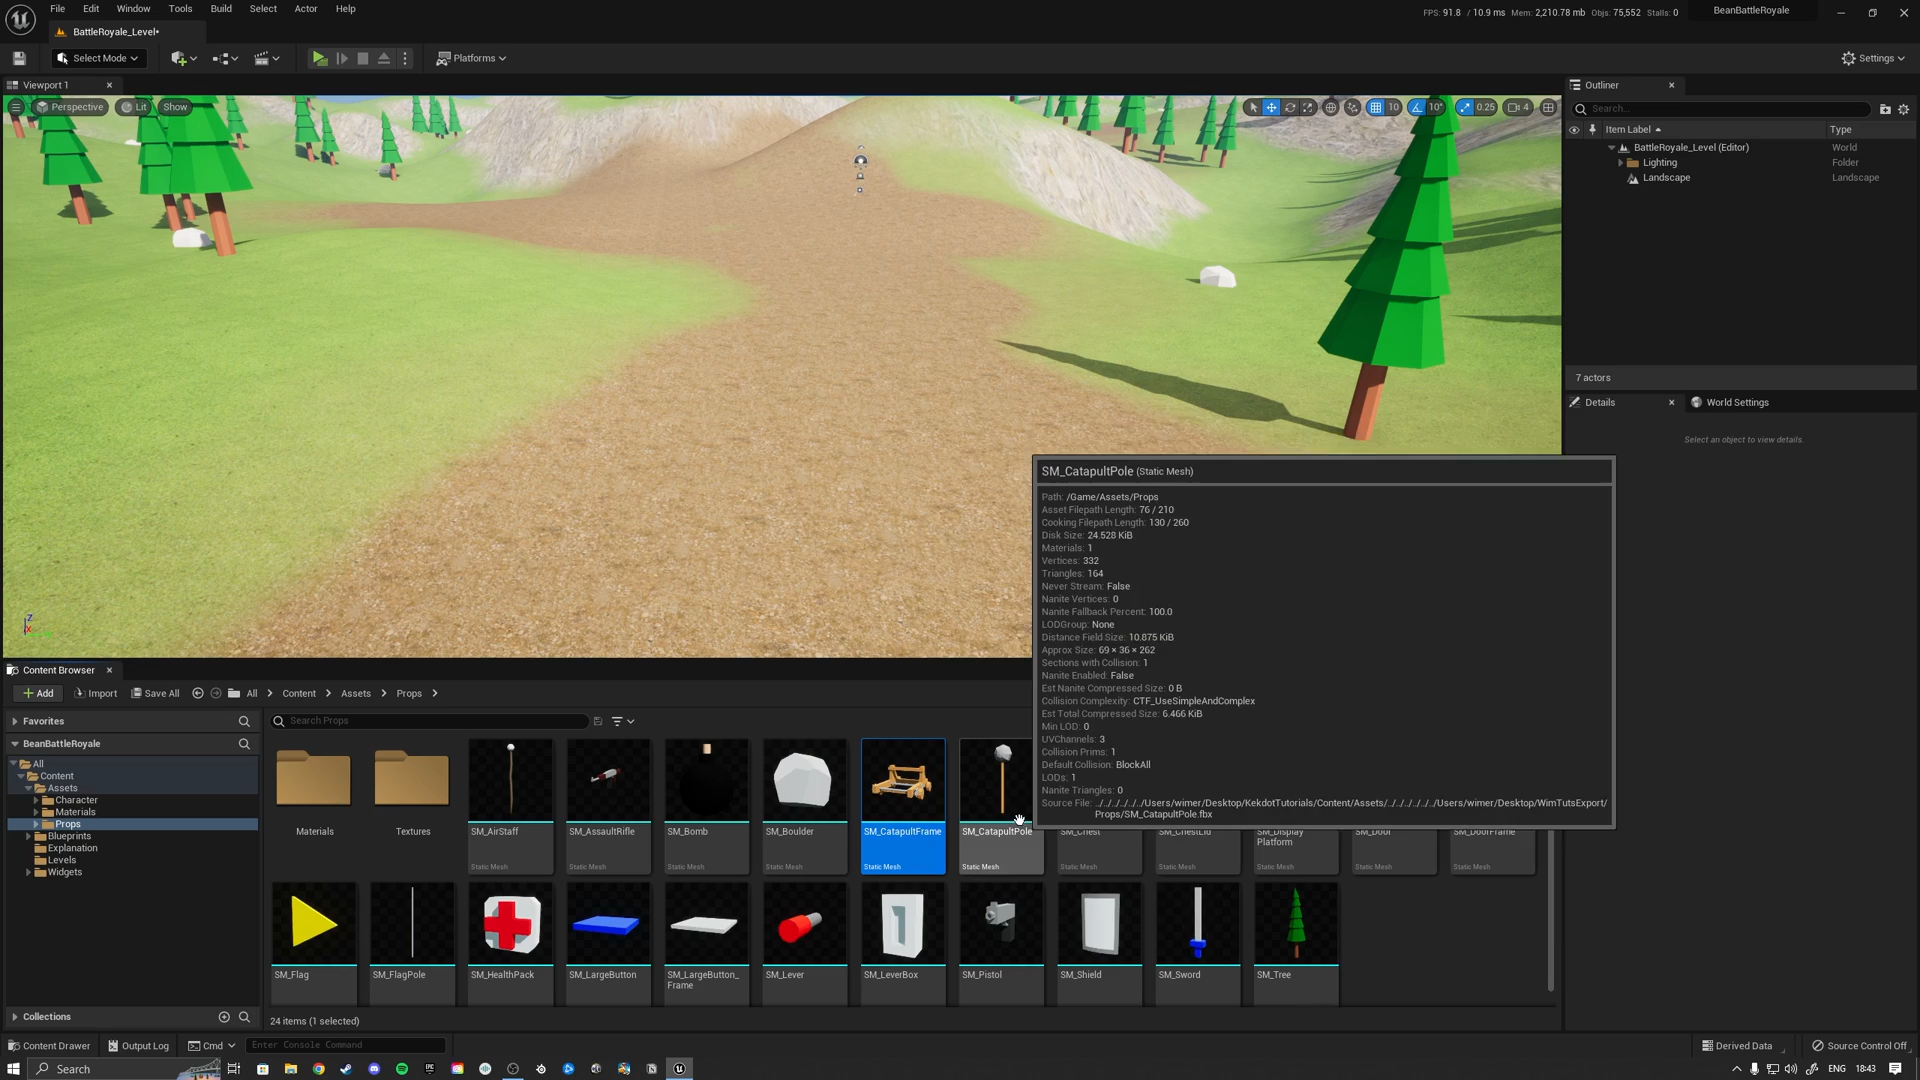 File Edit Window Tools Build Select Actor Help
FPS: 91.8 / 10.9 ms Mem: 2,210.78 mb Objs: 75,552 Stalls: 0
BeanBattleRoyale
BattleRoyale_Level•
Select Mode
Platforms
Settings
Viewport 1
Perspective Lit Show
10 10° 0.25 4
Outliner
Search...
Item Label Type
BattleRoyale_Level (Editor) World
Lighting Folder
Landscape Landscape
7 actors
Details World Settings
Select an object to view details.
SM_CatapultPole (Static Mesh)
Path: /Game/Assets/Props
Asset Filepath Length: 76 / 210
Cooking Filepath Length: 130 / 260
Disk Size: 24.528 KiB
Materials: 1
Vertices: 332
Triangles: 164
Never Stream: False
Nanite Vertices: 0
Nanite Fallback Percent: 100.0
LODGroup: None
Distance Field Size: 10.875 KiB
Approx Size: 69 × 36 × 262
Sections with Collision: 1
Nanite Enabled: False
Est Nanite Compressed Size: 0 B
Collision Complexity: CTF_UseSimpleAndComplex
Est Total Compressed Size: 6.466 KiB
Min LOD: 0
UVChannels: 3
Collision Prims: 1
Default Collision: BlockAll
LODs: 1
Nanite Triangles: 0
Source File: ../../../../../../Users/wimer/Desktop/KekdotTutorials/Content/Assets/../../../../../../Users/wimer/Desktop/WimTutsExport/
Props/SM_CatapultPole.fbx
Z
X
Content Browser
Add Import Save All All Content Assets Props
Favorites
Search Props
BeanBattleRoyale
All
Content
Assets
Character
Materials
Props
Blueprints
Explanation
Levels
Widgets
Collections
Materials Textures SM_AirStaff SM_AssaultRifle SM_Bomb SM_Boulder SM_CatapultFrame SM_CatapultPole SM_Chest SM_ChestLid SM_Display
Platform SM_Door SM_DoorFrame
Static Mesh Static Mesh Static Mesh Static Mesh Static Mesh Static Mesh Static Mesh Static Mesh Static Mesh Static Mesh Static Mesh
SM_Flag SM_FlagPole SM_HealthPack SM_LargeButton SM_LargeButton_
Frame SM_Lever SM_LeverBox SM_Pistol SM_Shield SM_Sword SM_Tree
24 items (1 selected)
Content Drawer Output Log Cmd Enter Console Command
Derived Data Source Control Off
Search
ENG 18:43